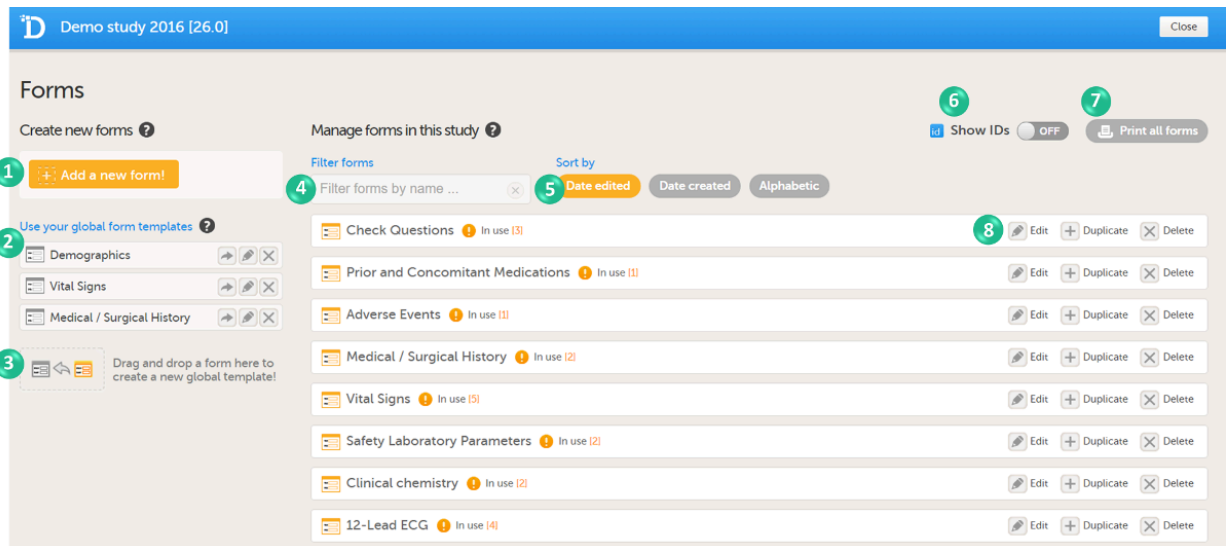 D Demo study 2016 [26.0] Close
Forms
6 7
Create new forms ? Manage forms in this study ? id Show IDs OFF Print all forms
Filter forms Sort by
1 + Add a new form! 4 Filter forms by name ... 5 Date edited Date created Alphabetic
Use your global form templates ?
2
Demographics
Vital Signs
Medical / Surgical History
3 Drag and drop a form here to
create a new global template!
Check Questions ! In use [3] 8 Edit Duplicate Delete
Prior and Concomitant Medications ! In use [1] Edit Duplicate Delete
Adverse Events ! In use [1] Edit Duplicate Delete
Medical / Surgical History ! In use [2] Edit Duplicate Delete
Vital Signs ! In use [5] Edit Duplicate Delete
Safety Laboratory Parameters ! In use [2] Edit Duplicate Delete
Clinical chemistry ! In use [2] Edit Duplicate Delete
12-Lead ECG ! In use [4] Edit Duplicate Delete